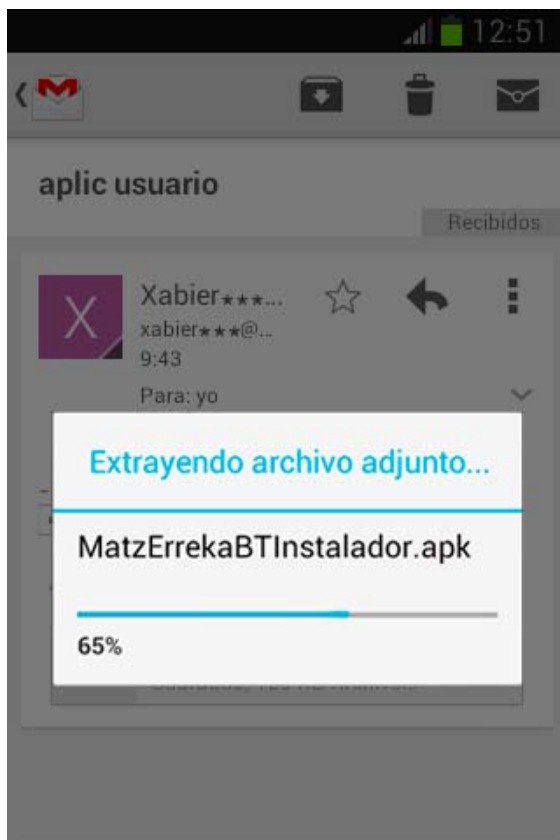 12:51
aplic usuario
Recibidos
X
Xabier★★★...
xabier★★★@...
9:43
Para: yo
Extrayendo archivo adjunto...
MatzErrekaBTInstalador.apk
65%